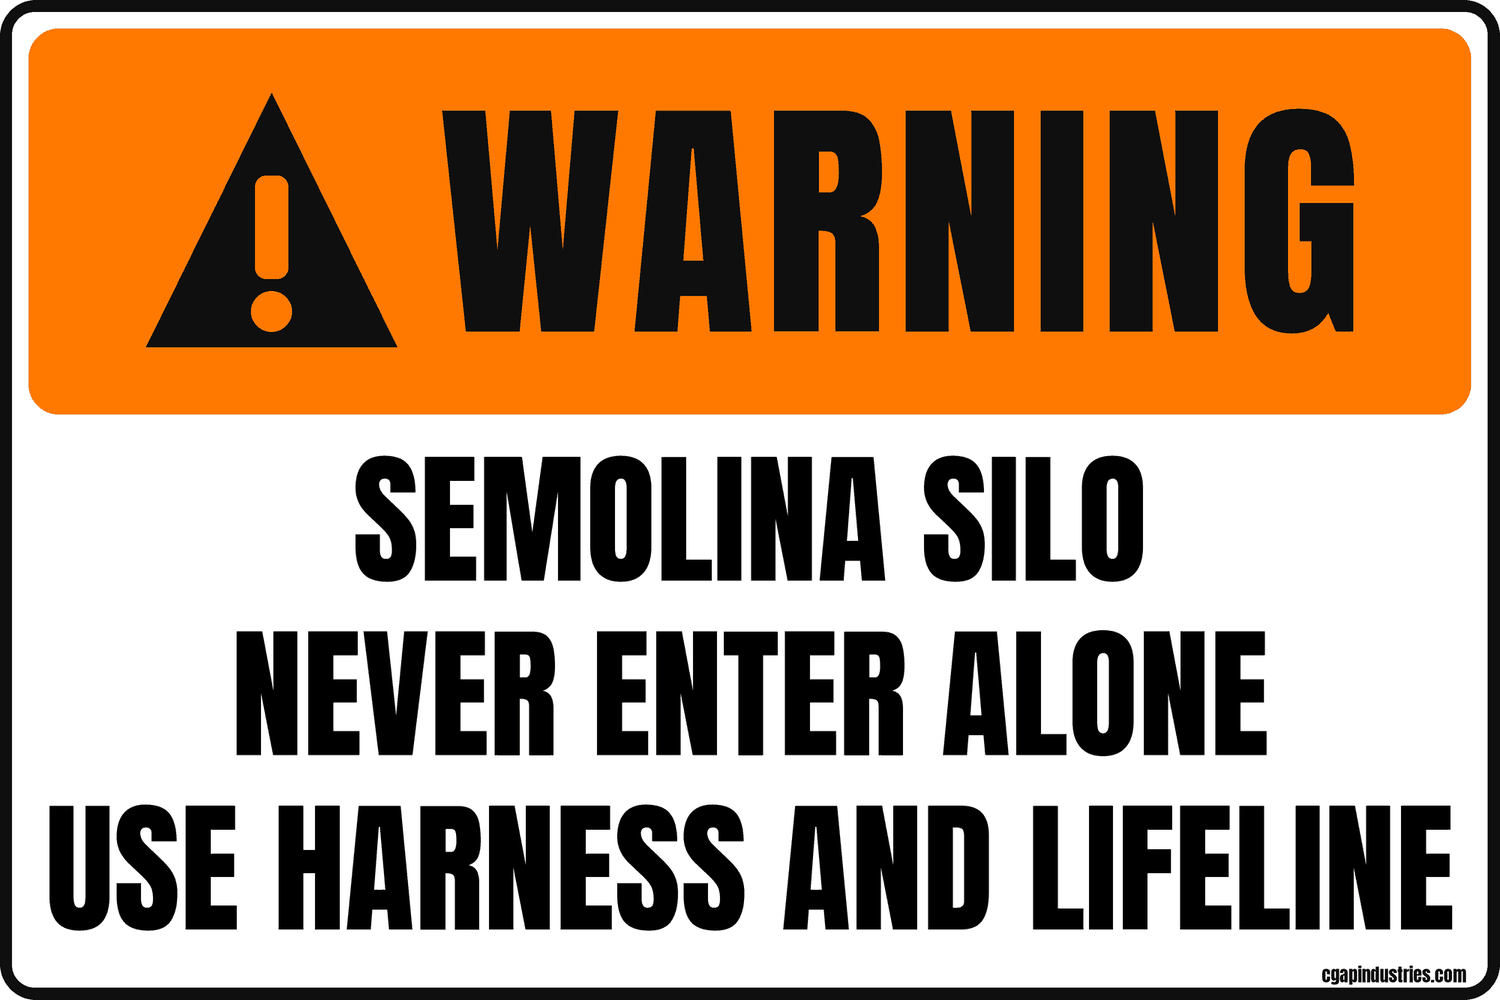 WARNING
SEMOLINA SILO
NEVER ENTER ALONE
USE HARNESS AND LIFELINE
cgapindustries.com